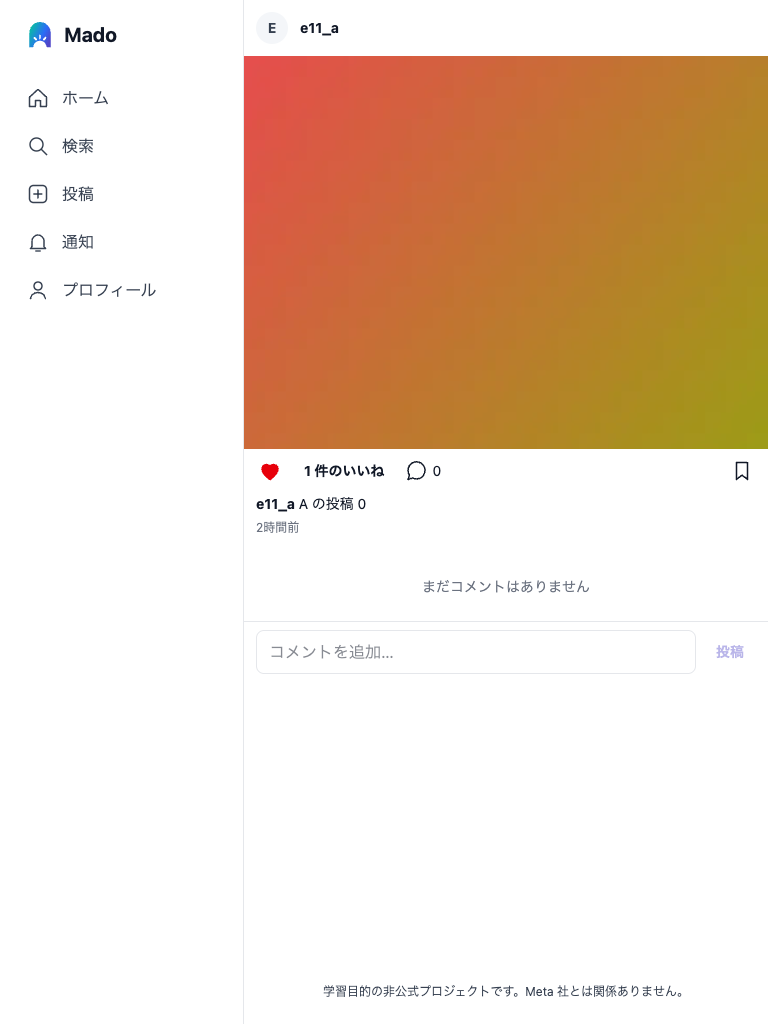 Mado
ホーム
検索
投稿
通知
プロフィール
E e11_a
1 件のいいね 0
e11_a A の投稿 0
2時間前
まだコメントはありません
コメントを追加... 投稿
学習目的の非公式プロジェクトです。Meta 社とは関係ありません。